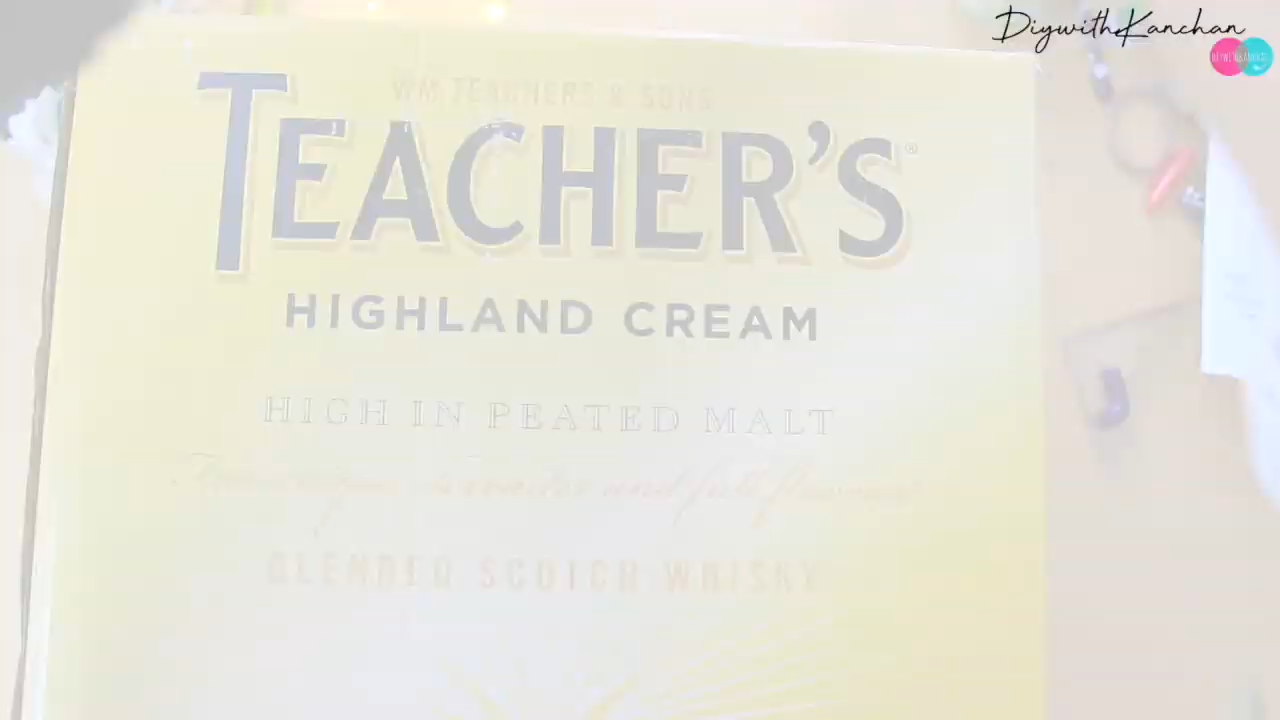 DiywithKanchan
WM TEACHER & SONS
TEACHER'S®
HIGHLAND CREAM
HIGH IN PEATED MALT
BLENDED SCOTCH WHISKY